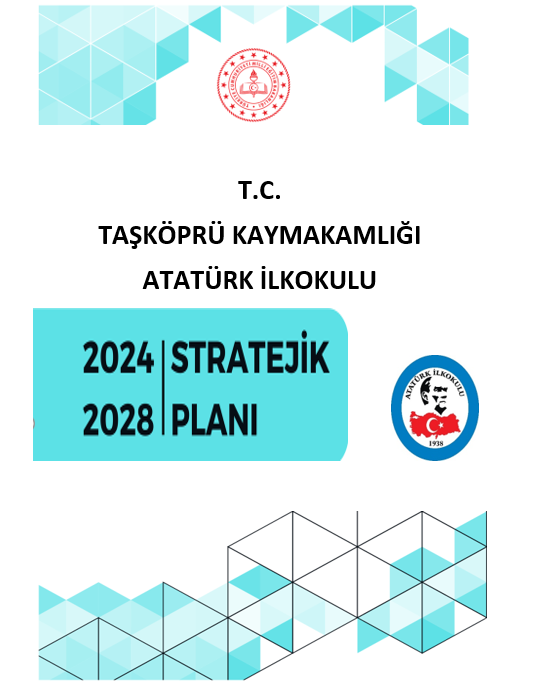 T.C.
TAŞKÖPRÜ KAYMAKAMLIĞI
ATATÜRK İLKOKULU
2024 STRATEJİK
2028 PLANI
ATATÜRK İLKOKULU
1938